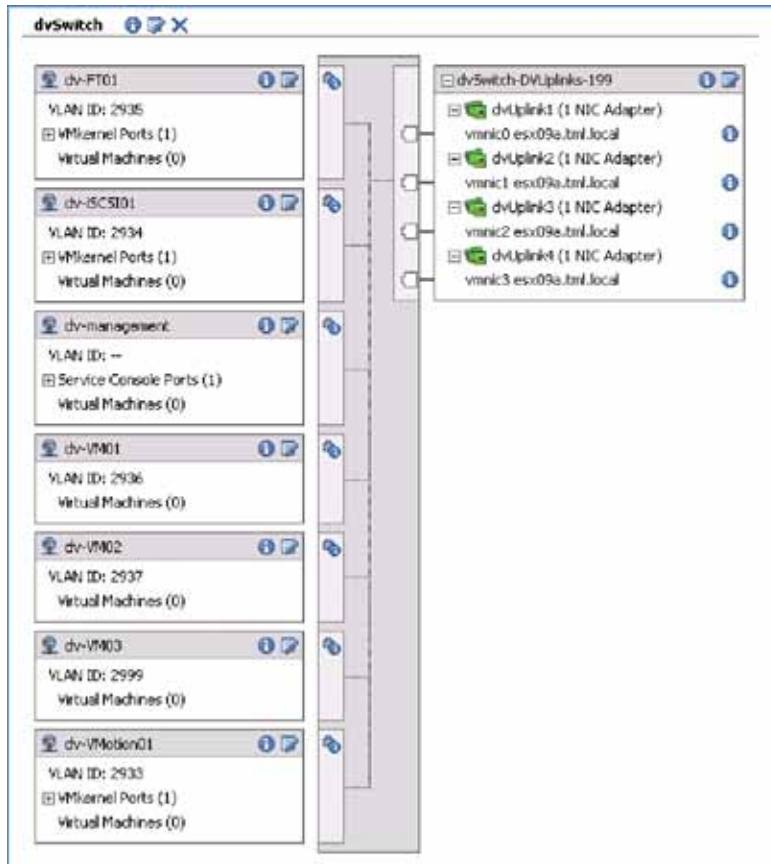 dvSwitch
dv-FT01
VLAN ID: 2935
VMkernel Ports (1)
Virtual Machines (0)
dv-iSCSI01
VLAN ID: 2934
VMkernel Ports (1)
Virtual Machines (0)
dv-management
VLAN ID: --
Service Console Ports (1)
Virtual Machines (0)
dv-VM01
VLAN ID: 2936
Virtual Machines (0)
dv-VM02
VLAN ID: 2937
Virtual Machines (0)
dv-VM03
VLAN ID: 2999
Virtual Machines (0)
dv-VMotion01
VLAN ID: 2933
VMkernel Ports (1)
Virtual Machines (0)
dvSwitch-DVUplinks-199
dvUplink1 (1 NIC Adapter)
vmnic0 esx09a.tml.local
dvUplink2 (1 NIC Adapter)
vmnic1 esx09a.tml.local
dvUplink3 (1 NIC Adapter)
vmnic2 esx09a.tml.local
dvUplink4 (1 NIC Adapter)
vmnic3 esx09a.tml.local